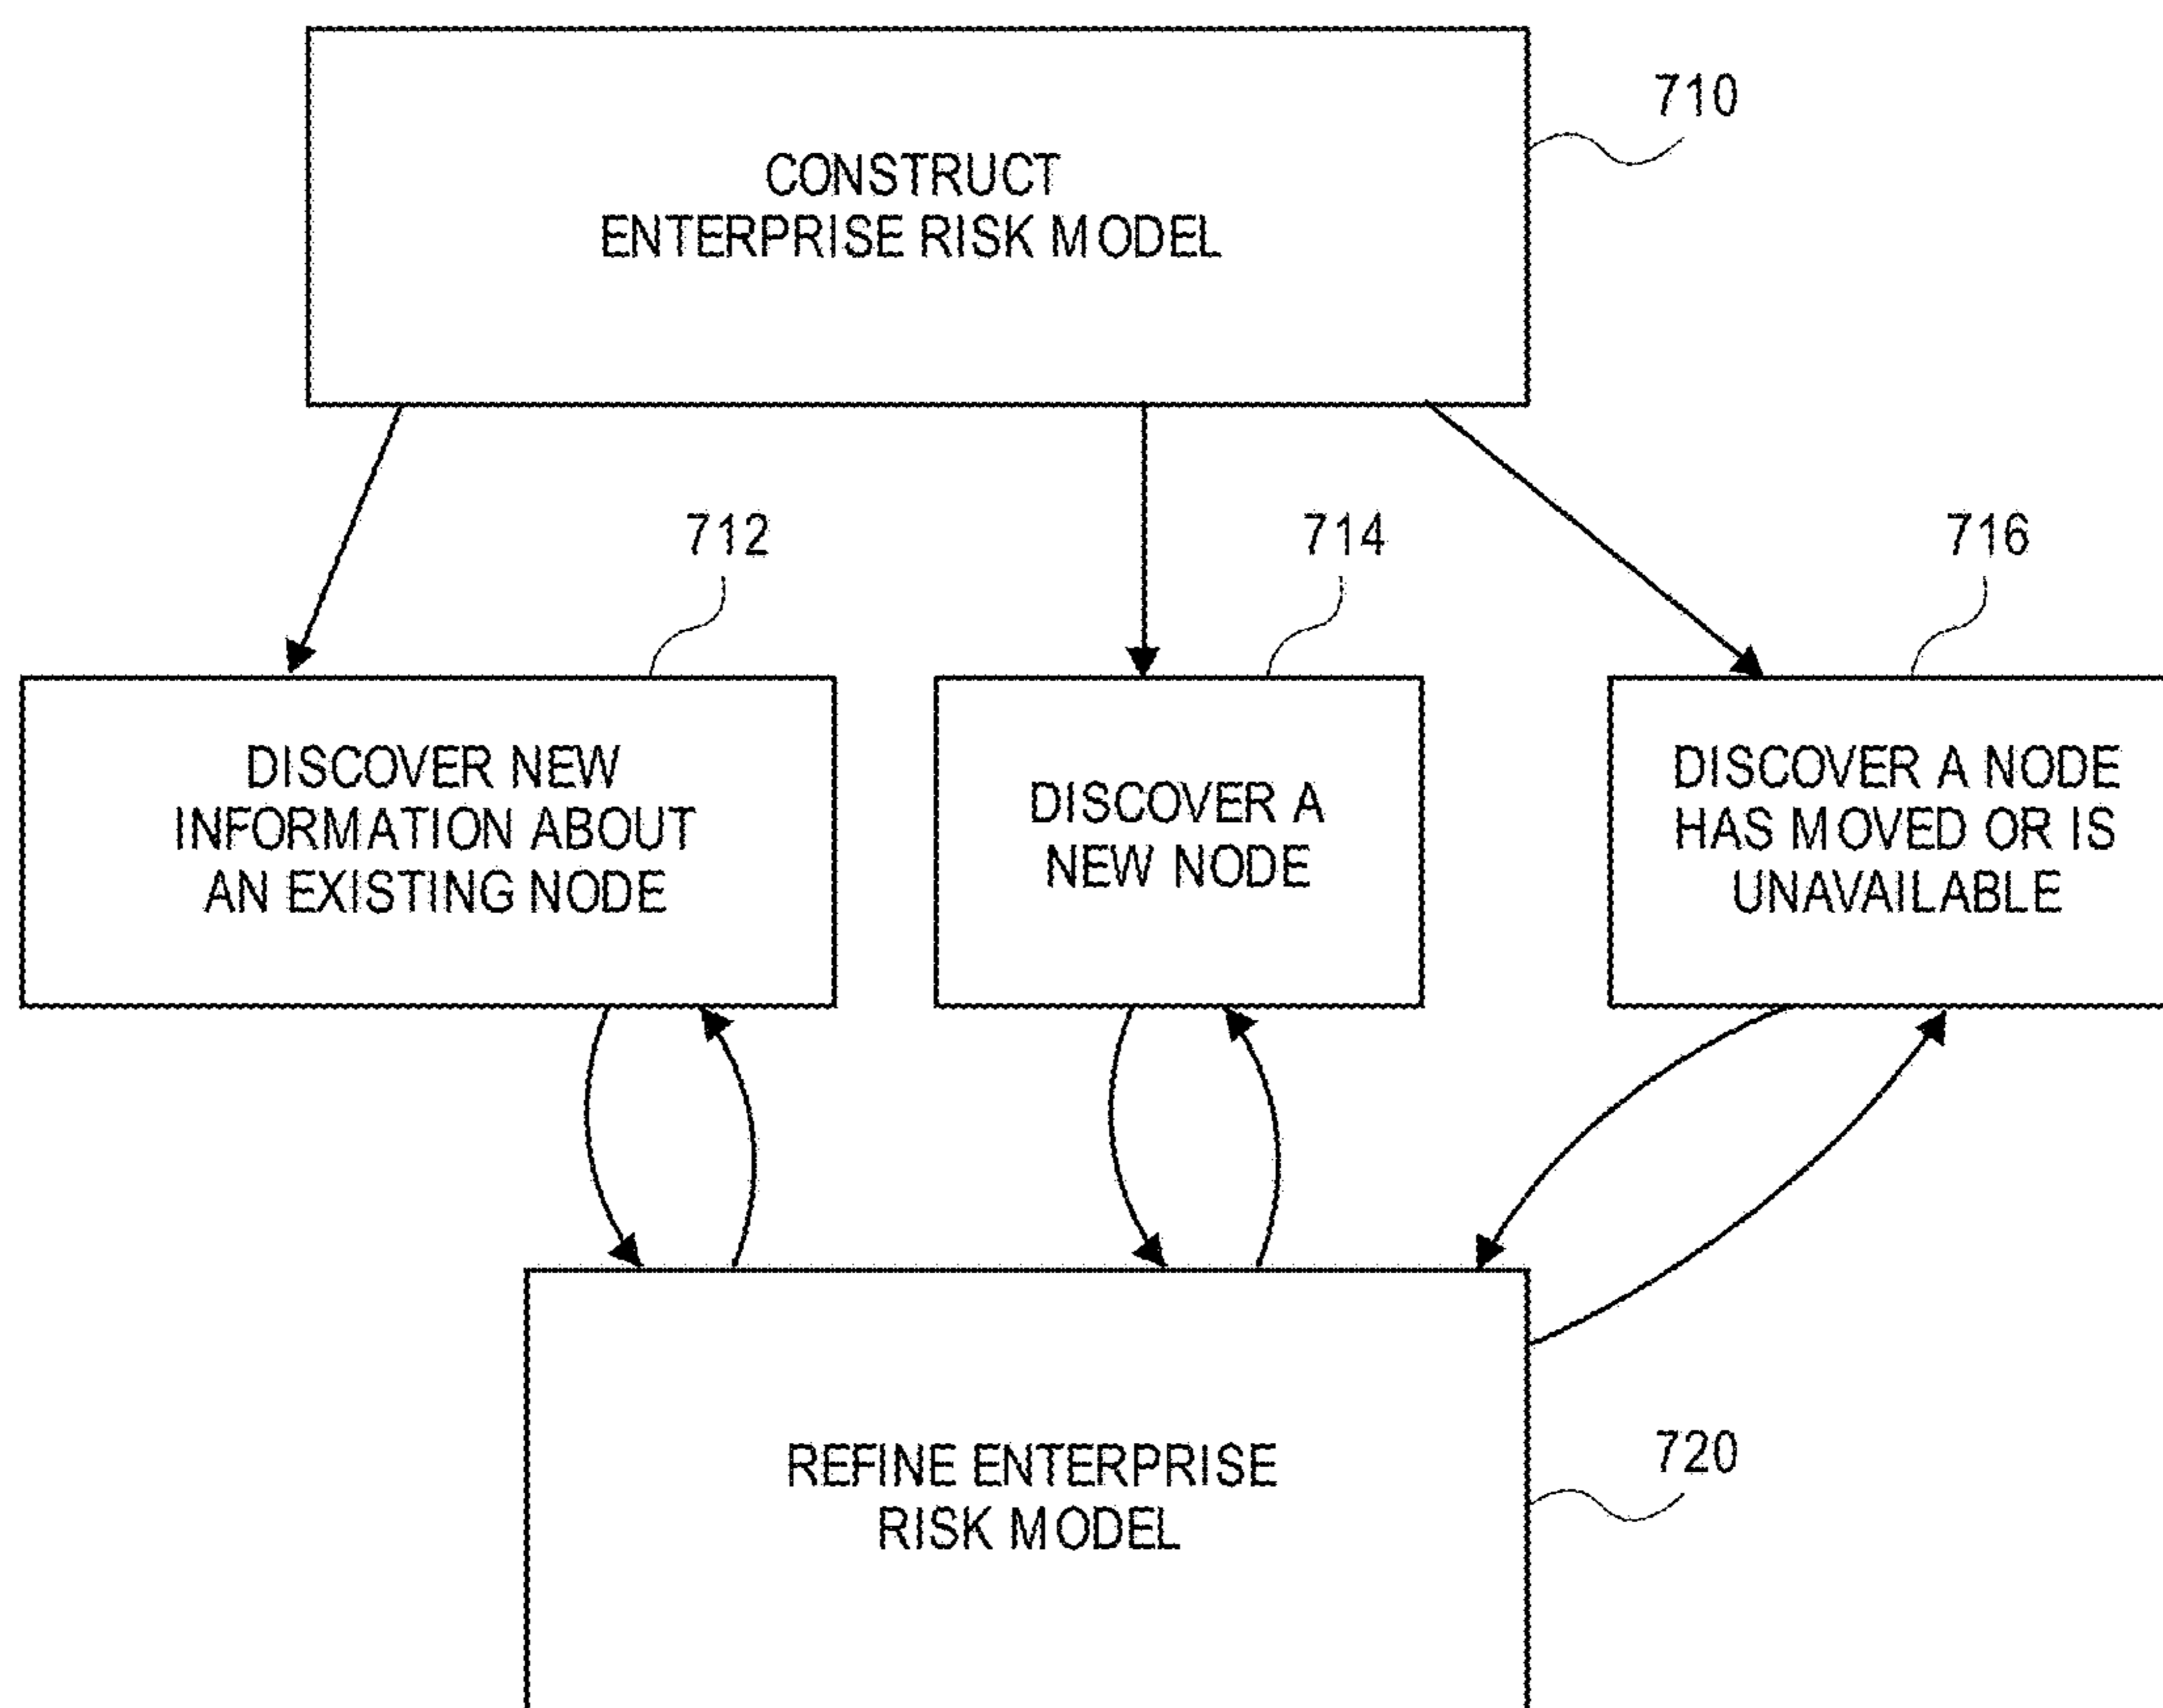 710
CONSTRUCT
ENTERPRISE RISK MODEL
712
714
716
DISCOVER NEW
INFORMATION ABOUT
AN EXISTING NODE
DISCOVER A
NEW NODE
DISCOVER A NODE
HAS MOVED OR IS
UNAVAILABLE
720
REFINE ENTERPRISE
RISK MODEL